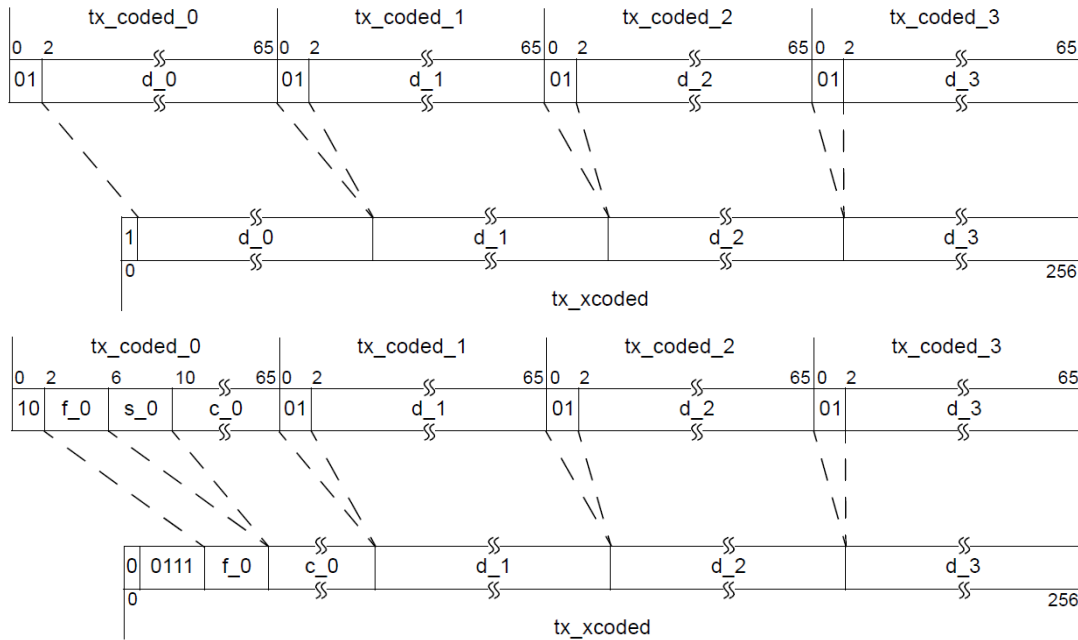 tx_coded_0 tx_coded_1 tx_coded_2 tx_coded_3
0 2 65 0 2 65 0 2 65 0 2 65
01 d_0 01 d_1 01 d_2 01 d_3
1 d_0 d_1 d_2 d_3
0 256
tx_xcoded
tx_coded_0 tx_coded_1 tx_coded_2 tx_coded_3
0 2 6 10 65 0 2 65 0 2 65 0 2 65
10 f_0 s_0 c_0 01 d_1 01 d_2 01 d_3
0 0111 f_0 c_0 d_1 d_2 d_3
0 256
tx_xcoded